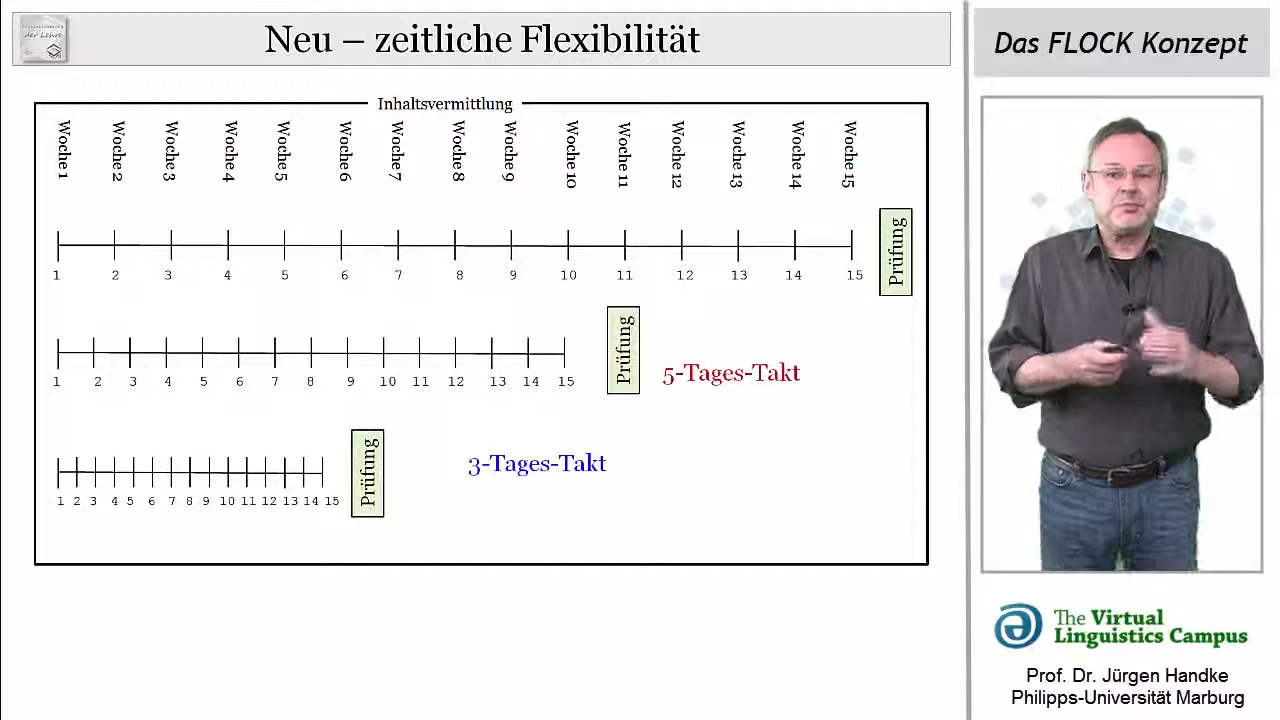 Neu – zeitliche Flexibilität
Das FLOCK Konzept
der Lehre
Inhaltsvermittlung
Woche 1 Woche 2 Woche 3 Woche 4 Woche 5 Woche 6 Woche 7 Woche 8 Woche 9 Woche 10 Woche 11 Woche 12 Woche 13 Woche 14 Woche 15
Prüfung
1 2 3 4 5 6 7 8 9 10 11 12 13 14 15
Prüfung
5-Tages-Takt
1 2 3 4 5 6 7 8 9 10 11 12 13 14 15
Prüfung
3-Tages-Takt
1 2 3 4 5 6 7 8 9 10 11 12 13 14 15
The Virtual
Linguistics Campus
Prof. Dr. Jürgen Handke
Philipps-Universität Marburg